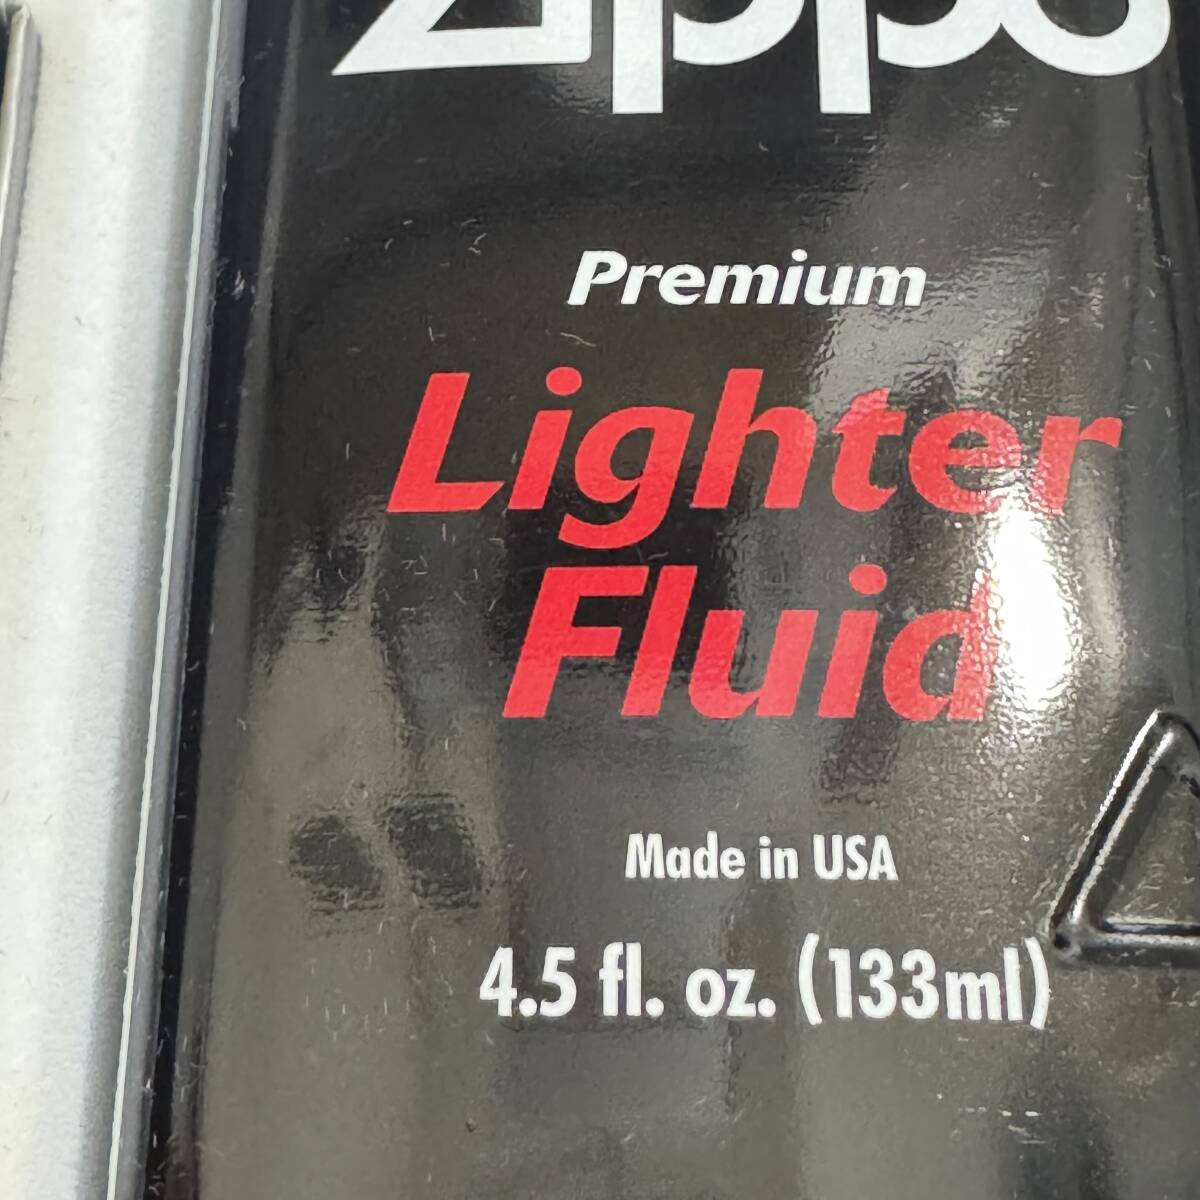 Zippo
Premium
Lighter
Fluid
Made in USA
4.5 fl. oz. (133ml)